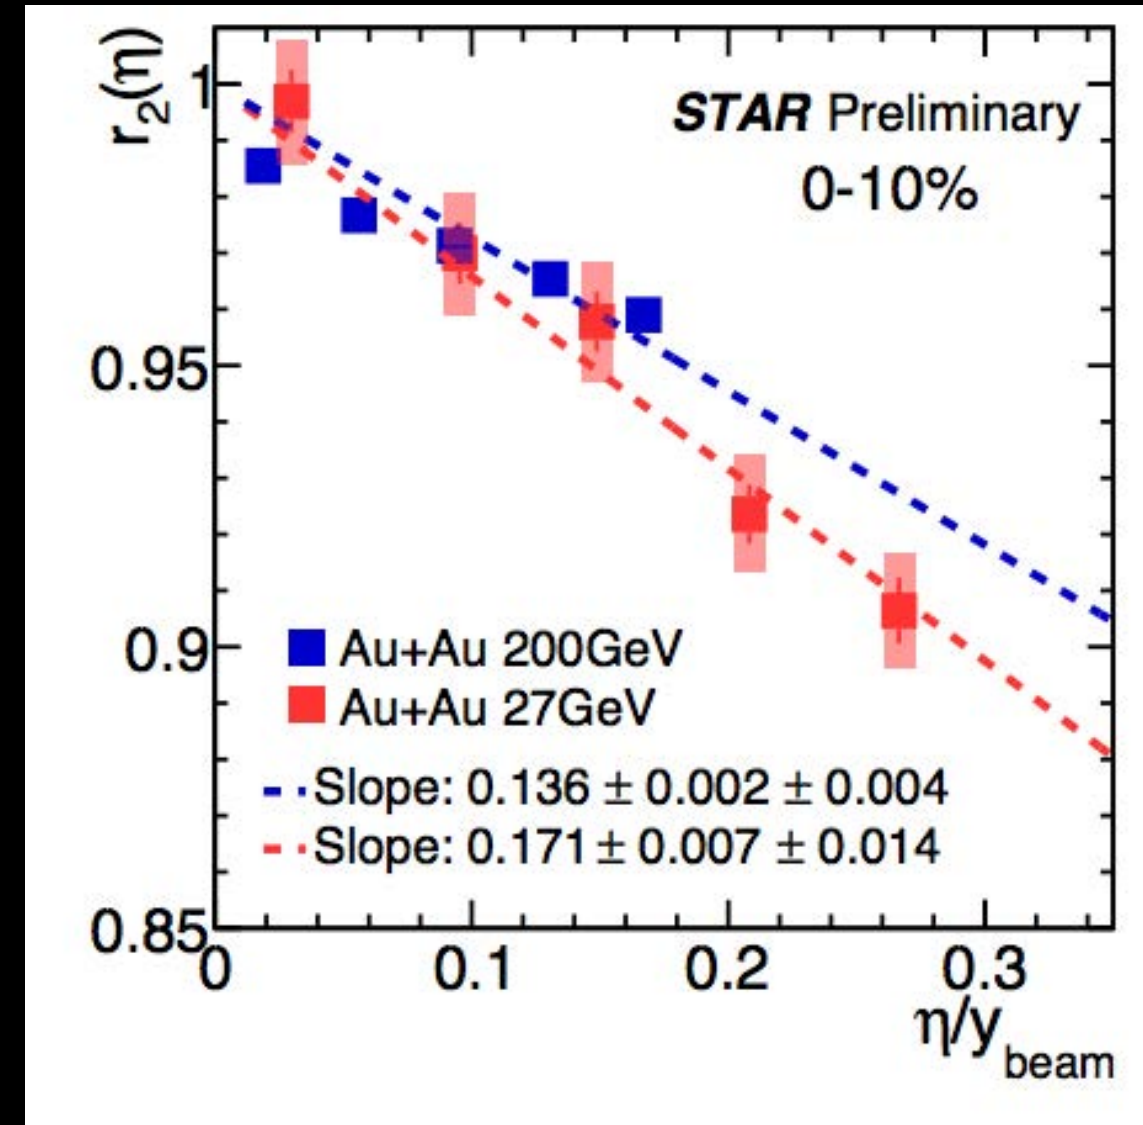 r₂(η)
STAR Preliminary
0-10%
1
0.95
0.9
0.85
Au+Au 200GeV
Au+Au 27GeV
Slope: 0.136 ± 0.002 ± 0.004
Slope: 0.171 ± 0.007 ± 0.014
0 0.1 0.2 0.3
η/y_beam